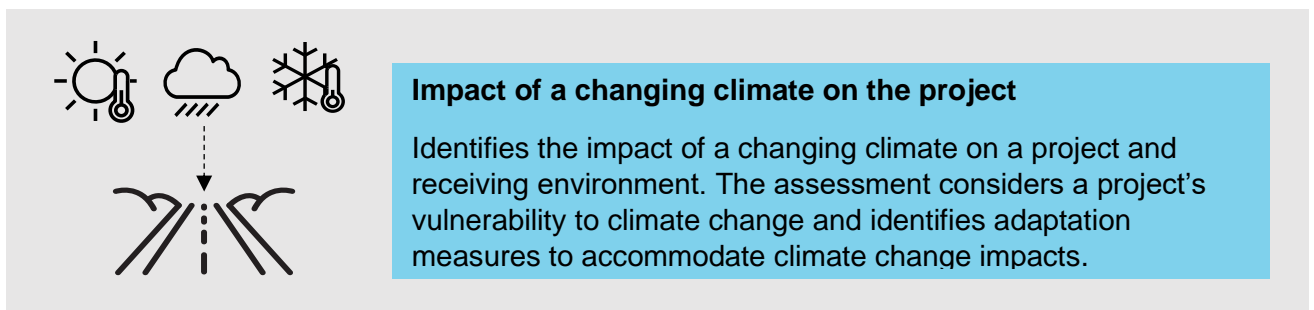 Impact of a changing climate on the project
Identifies the impact of a changing climate on a project and
receiving environment. The assessment considers a project's
vulnerability to climate change and identifies adaptation
measures to accommodate climate change impacts.